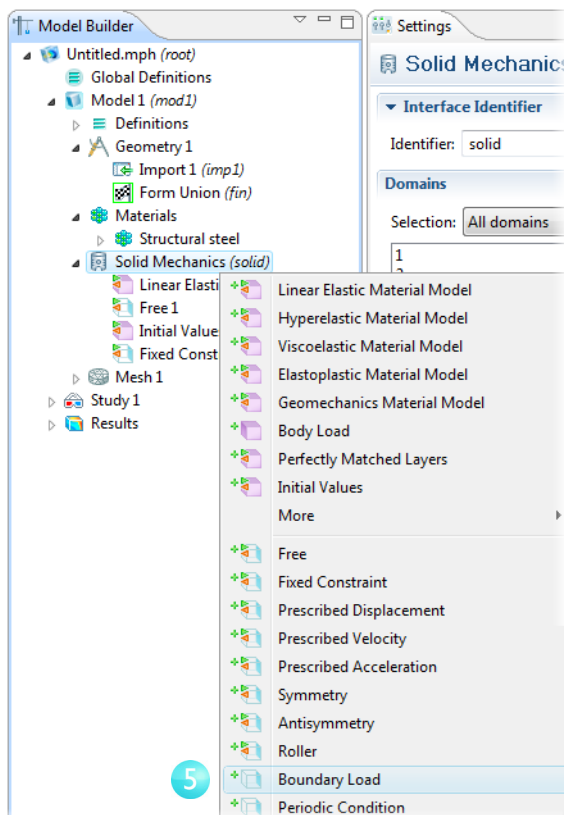 Model Builder
Untitled.mph (root)
Global Definitions
Model 1 (mod1)
Definitions
Geometry 1
Import 1 (imp1)
Form Union (fin)
Materials
Structural steel
Solid Mechanics (solid)
Linear Elasti
Free 1
Initial Value
Fixed Const
Mesh 1
Study 1
Results
Settings
Solid Mechanic
Interface Identifier
Identifier: solid
Domains
Selection: All domains
1
Linear Elastic Material Model
Hyperelastic Material Model
Viscoelastic Material Model
Elastoplastic Material Model
Geomechanics Material Model
Body Load
Perfectly Matched Layers
Initial Values
More
Free
Fixed Constraint
Prescribed Displacement
Prescribed Velocity
Prescribed Acceleration
Symmetry
Antisymmetry
Roller
5 Boundary Load
Periodic Condition